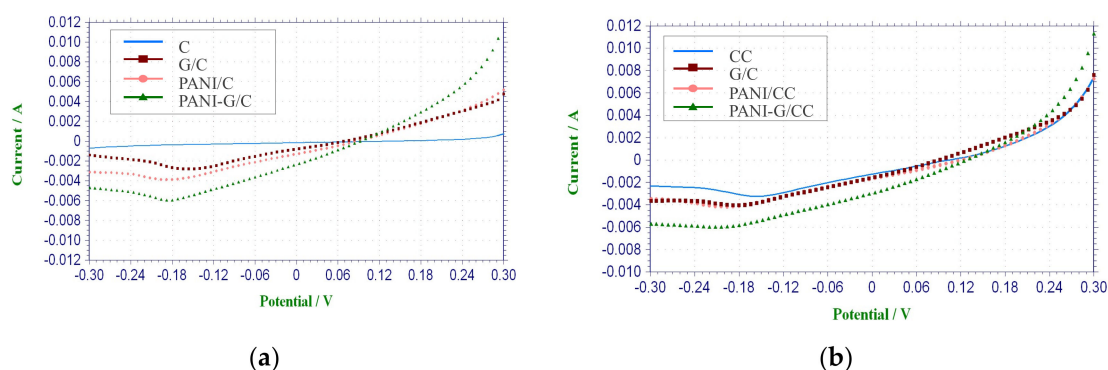 0.012
0.010
0.008
0.006
0.004
0.002
0
-0.002
-0.004
-0.006
-0.008
-0.010
-0.012
Current / A
C
G/C
PANI/C
PANI-G/C
-0.30 -0.24 -0.18 -0.12 -0.06 0 0.06 0.12 0.18 0.24 0.30
Potential / V
(a)
0.012
0.010
0.008
0.006
0.004
0.002
0
-0.002
-0.004
-0.006
-0.008
-0.010
Current / A
CC
G/C
PANI/CC
PANI-G/CC
-0.30 -0.24 -0.18 -0.12 -0.06 0 0.06 0.12 0.18 0.24 0.30
Potential / V
(b)